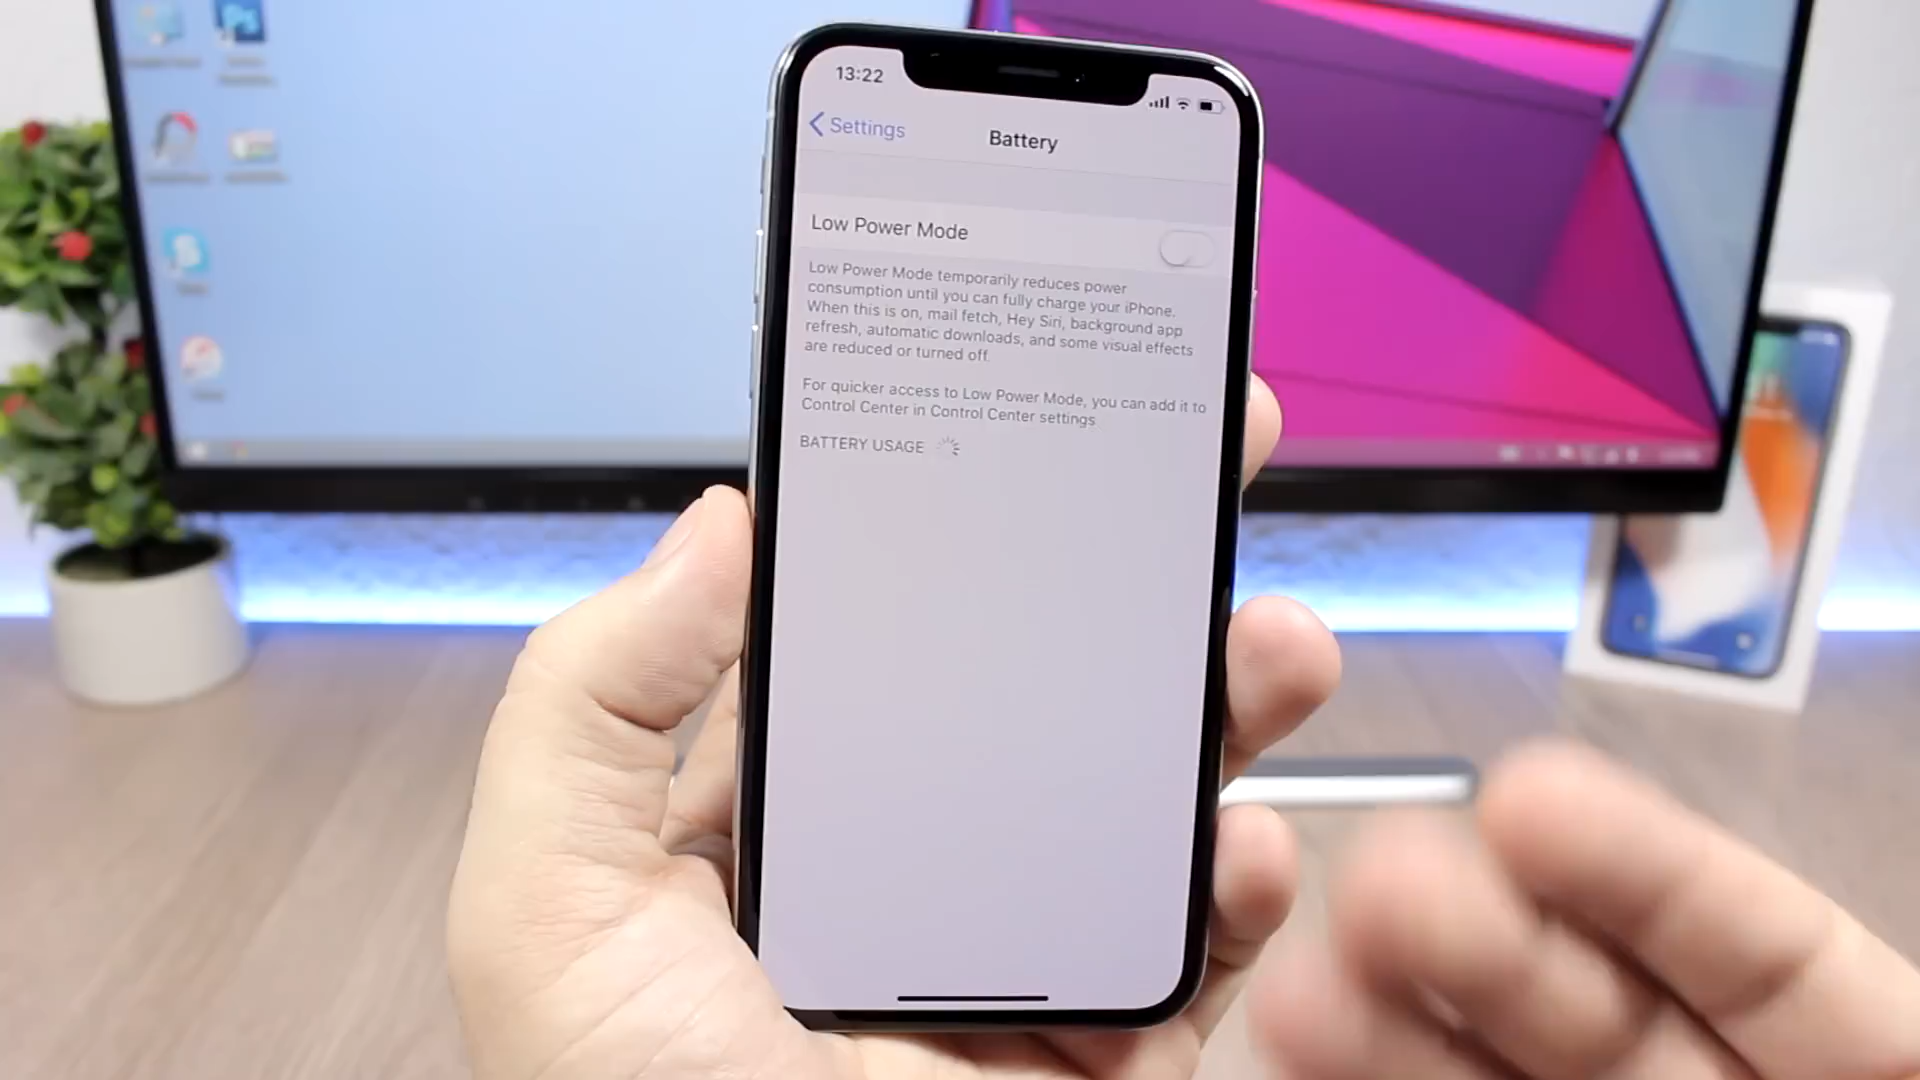 13:22
Settings
Battery
Low Power Mode
Low Power Mode temporarily reduces power
consumption until you can fully charge your iPhone.
When this is on, mail fetch, Hey Siri, background app
refresh, automatic downloads, and some visual effects
are reduced or turned off.
For quicker access to Low Power Mode, you can add it to
Control Center in Control Center settings
BATTERY USAGE
Ps
S